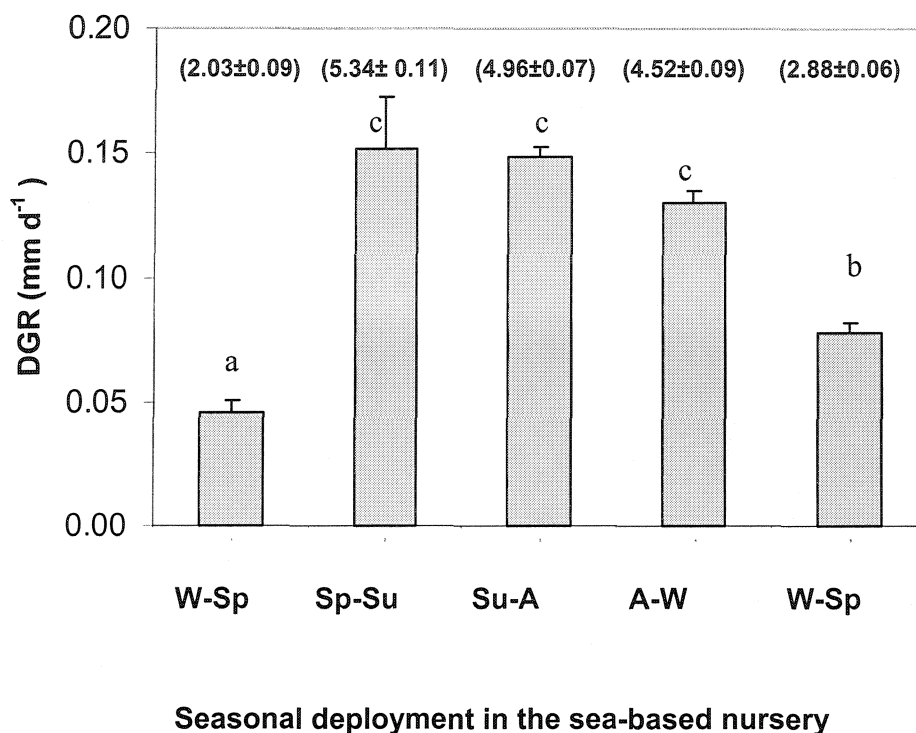 0.20
(2.03±0.09) (5.34± 0.11) (4.96±0.07) (4.52±0.09) (2.88±0.06)
c c
0.15
c
DGR (mm d⁻¹)
0.10
b
a
0.05
0.00
W-Sp Sp-Su Su-A A-W W-Sp
Seasonal deployment in the sea-based nursery